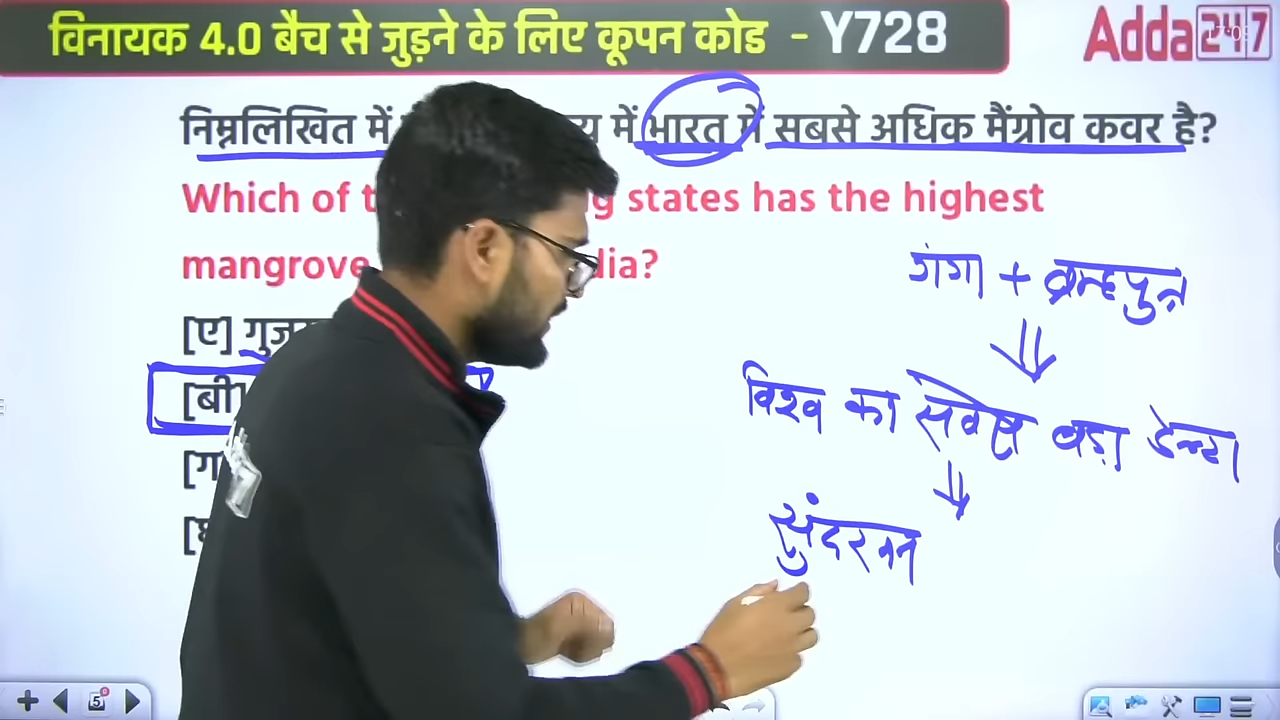 विनायक 4.0 बैच से जुड़ने के लिए कूपन कोड - Y728
Adda247
निम्नलिखित में में भारत में सबसे अधिक मैंग्रोव कवर है?
Which of states has the highest
mangrove
[ए]
[बी]
गंगा + ब्रम्हपुत्र
विश्व का सबसे बड़ा डेल्टा
सुंदरवन
5